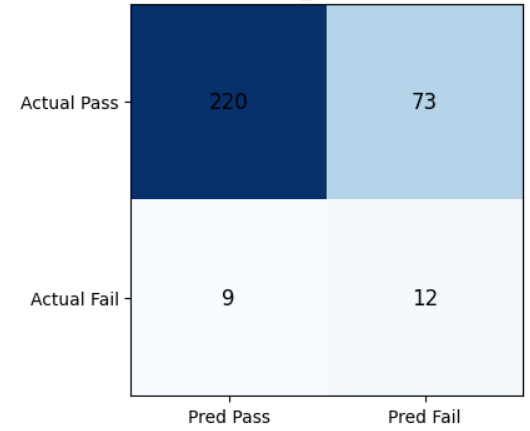 Actual Pass 220 73
Actual Fail 9 12
Pred Pass Pred Fail